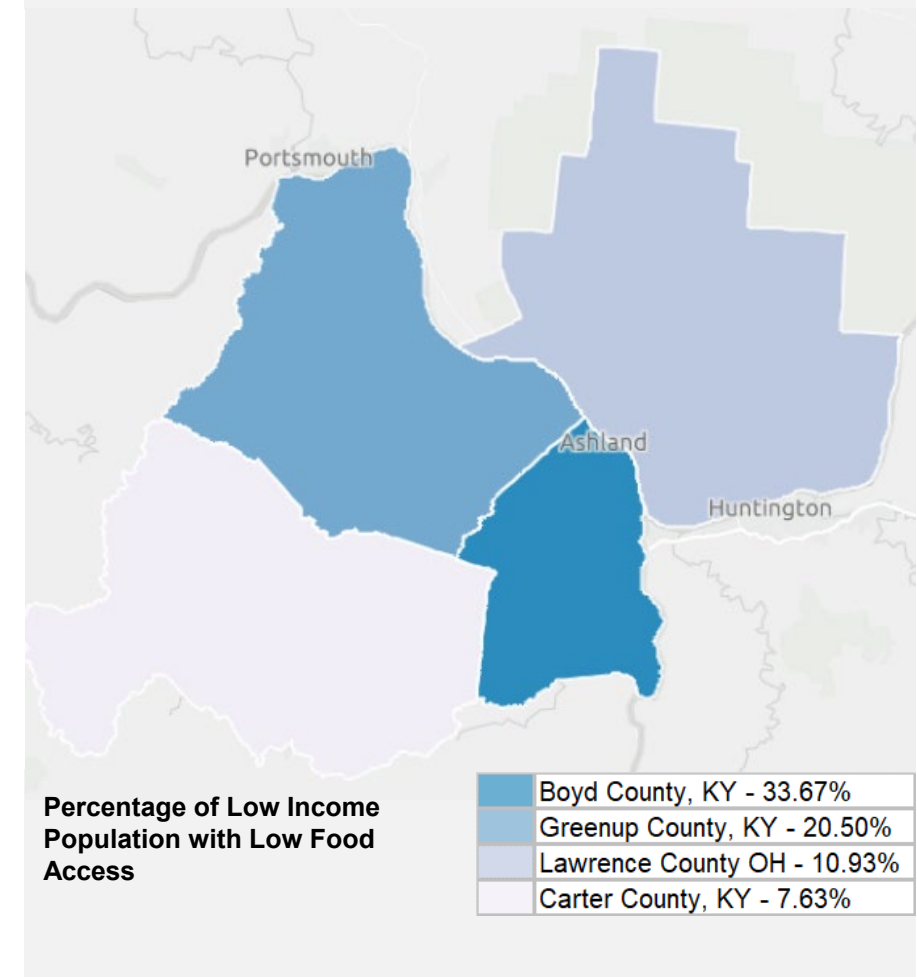 Portsmouth
Ashland
Huntington
Percentage of Low Income
Population with Low Food
Access
Boyd County, KY - 33.67%
Greenup County, KY - 20.50%
Lawrence County OH - 10.93%
Carter County, KY - 7.63%